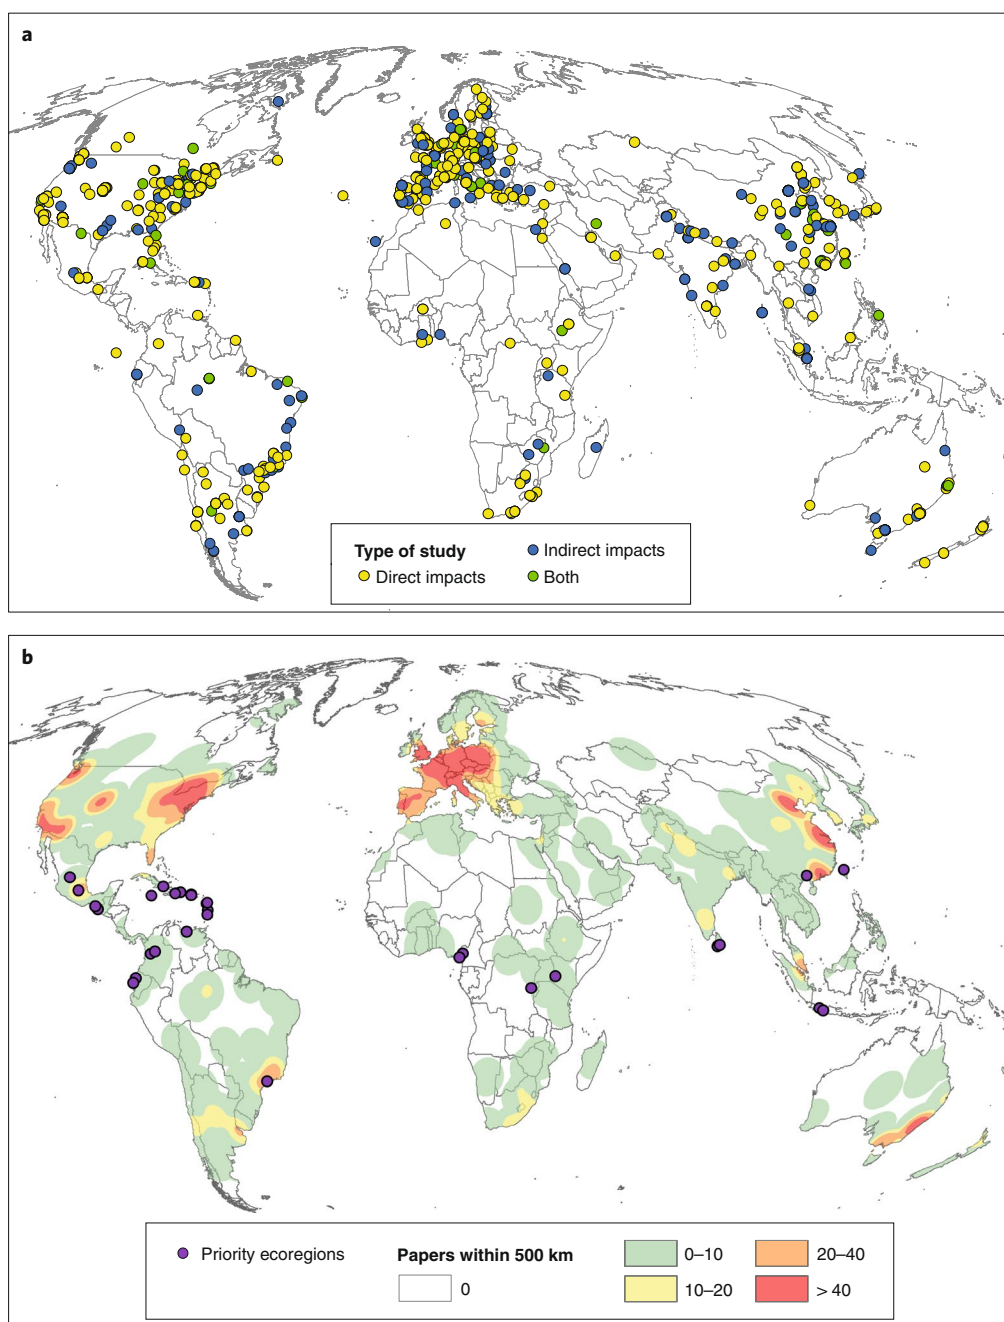 a
Type of study
Indirect impacts
Direct impacts
Both
b
Priority ecoregions
Papers within 500 km
0
0–10
20–40
10–20
> 40